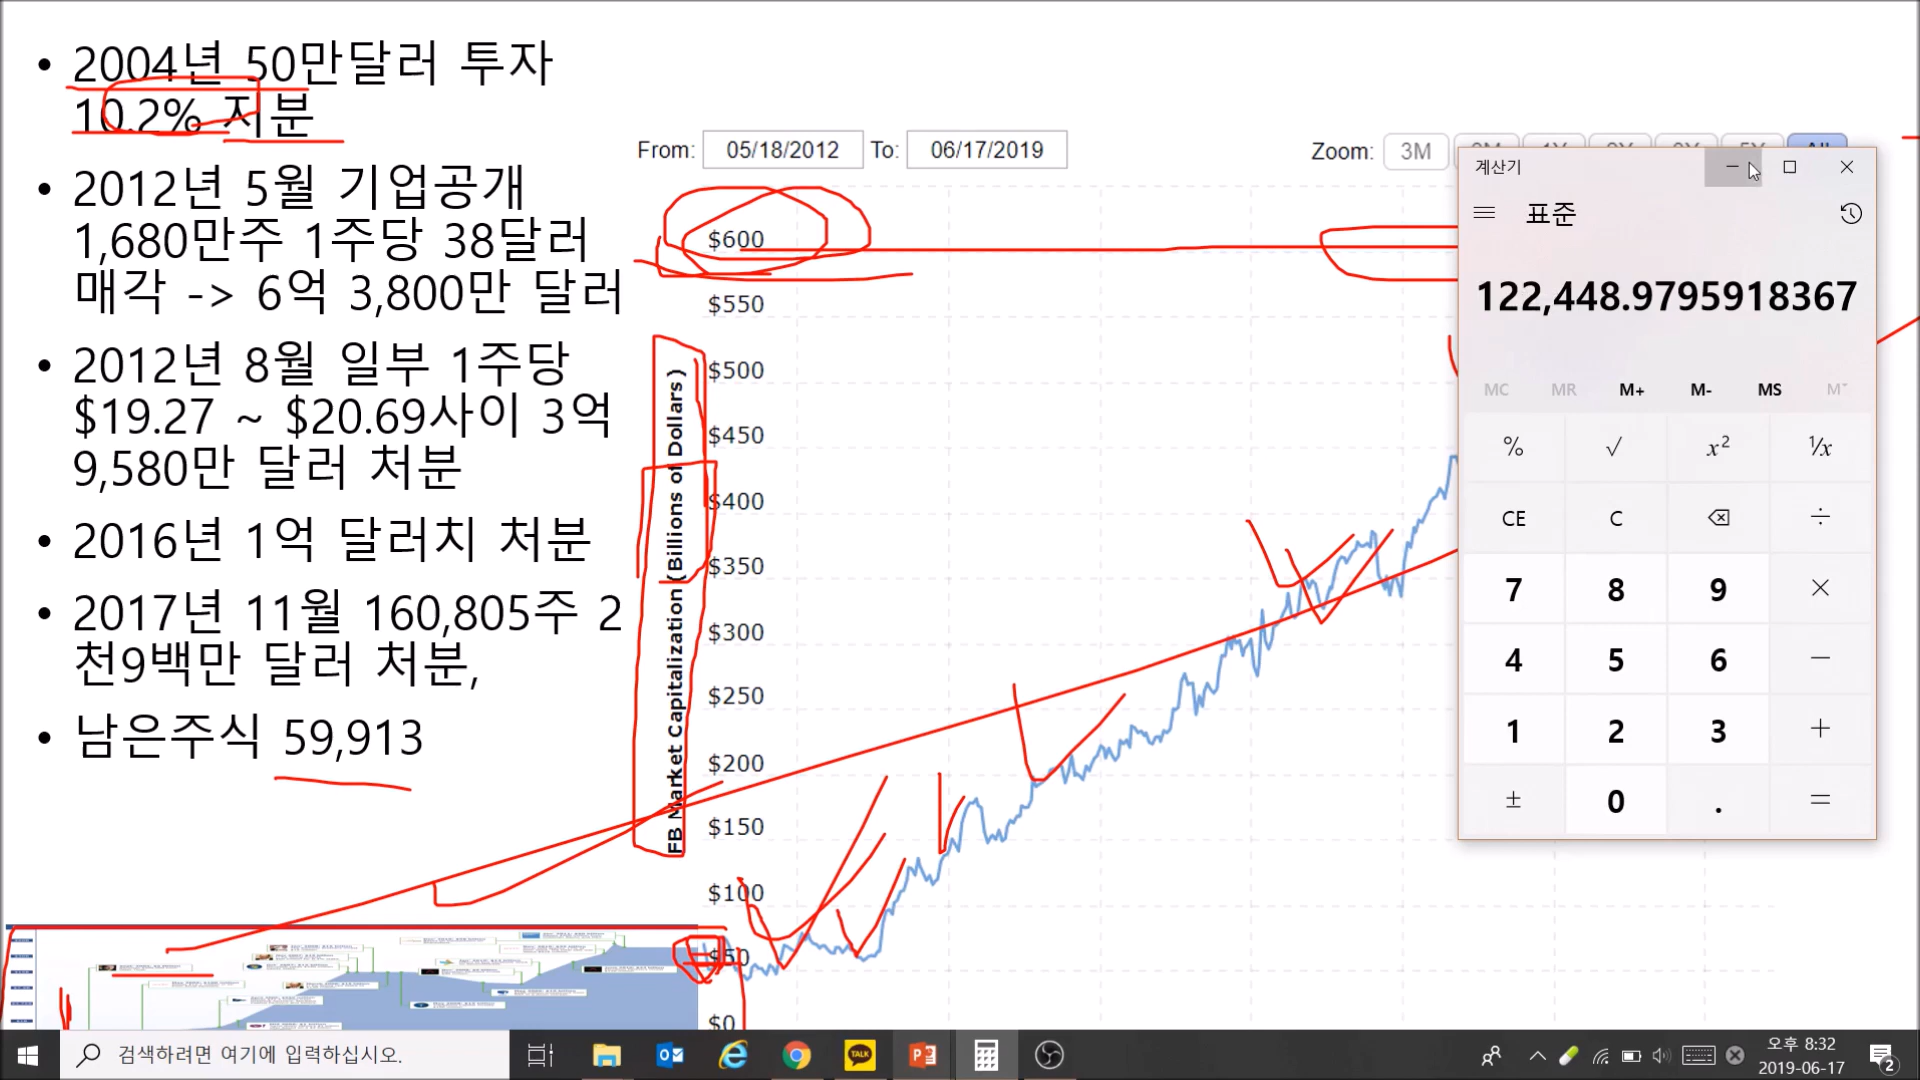 • 2004년 50만달러 투자
10.2% 지분
• 2012년 5월 기업공개
1,680만주 1주당 38달러
매각 -> 6억 3,800만 달러
• 2012년 8월 일부 1주당
$19.27 ~ $20.69사이 3억
9,580만 달러 처분
• 2016년 1억 달러치 처분
• 2017년 11월 160,805주 2
천9백만 달러 처분,
• 남은주식 59,913
From: 05/18/2012 To: 06/17/2019
Zoom: 3M
FB Market Capitalization (Billions of Dollars)
$600
$550
$500
$450
$400
$350
$300
$250
$200
$150
$100
$50
$0
계산기
표준
122,448.9795918367
MC MR M+ M- MS
% √ x² ¹/x
CE C ÷
7 8 9 ×
4 5 6 −
1 2 3 +
± 0 . =
검색하려면 여기에 입력하십시오.
TALK
오후 8:32
2019-06-17
2